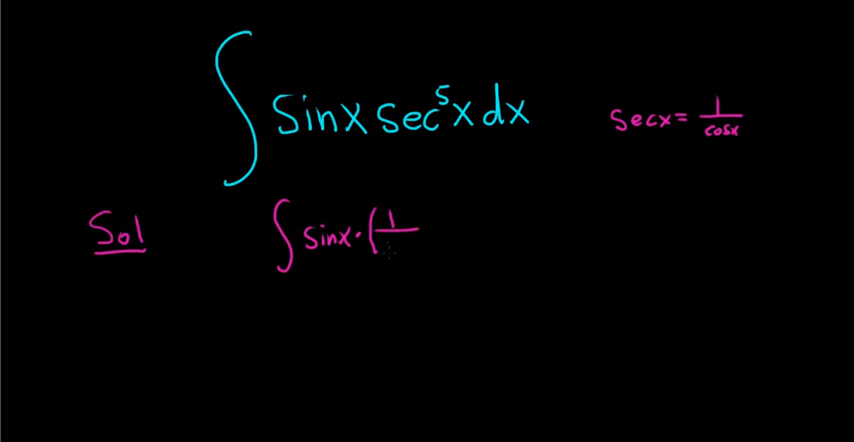 ∫ sinx sec⁵x dx
secx = 1/cosx
Sol
∫ sinx · (1/